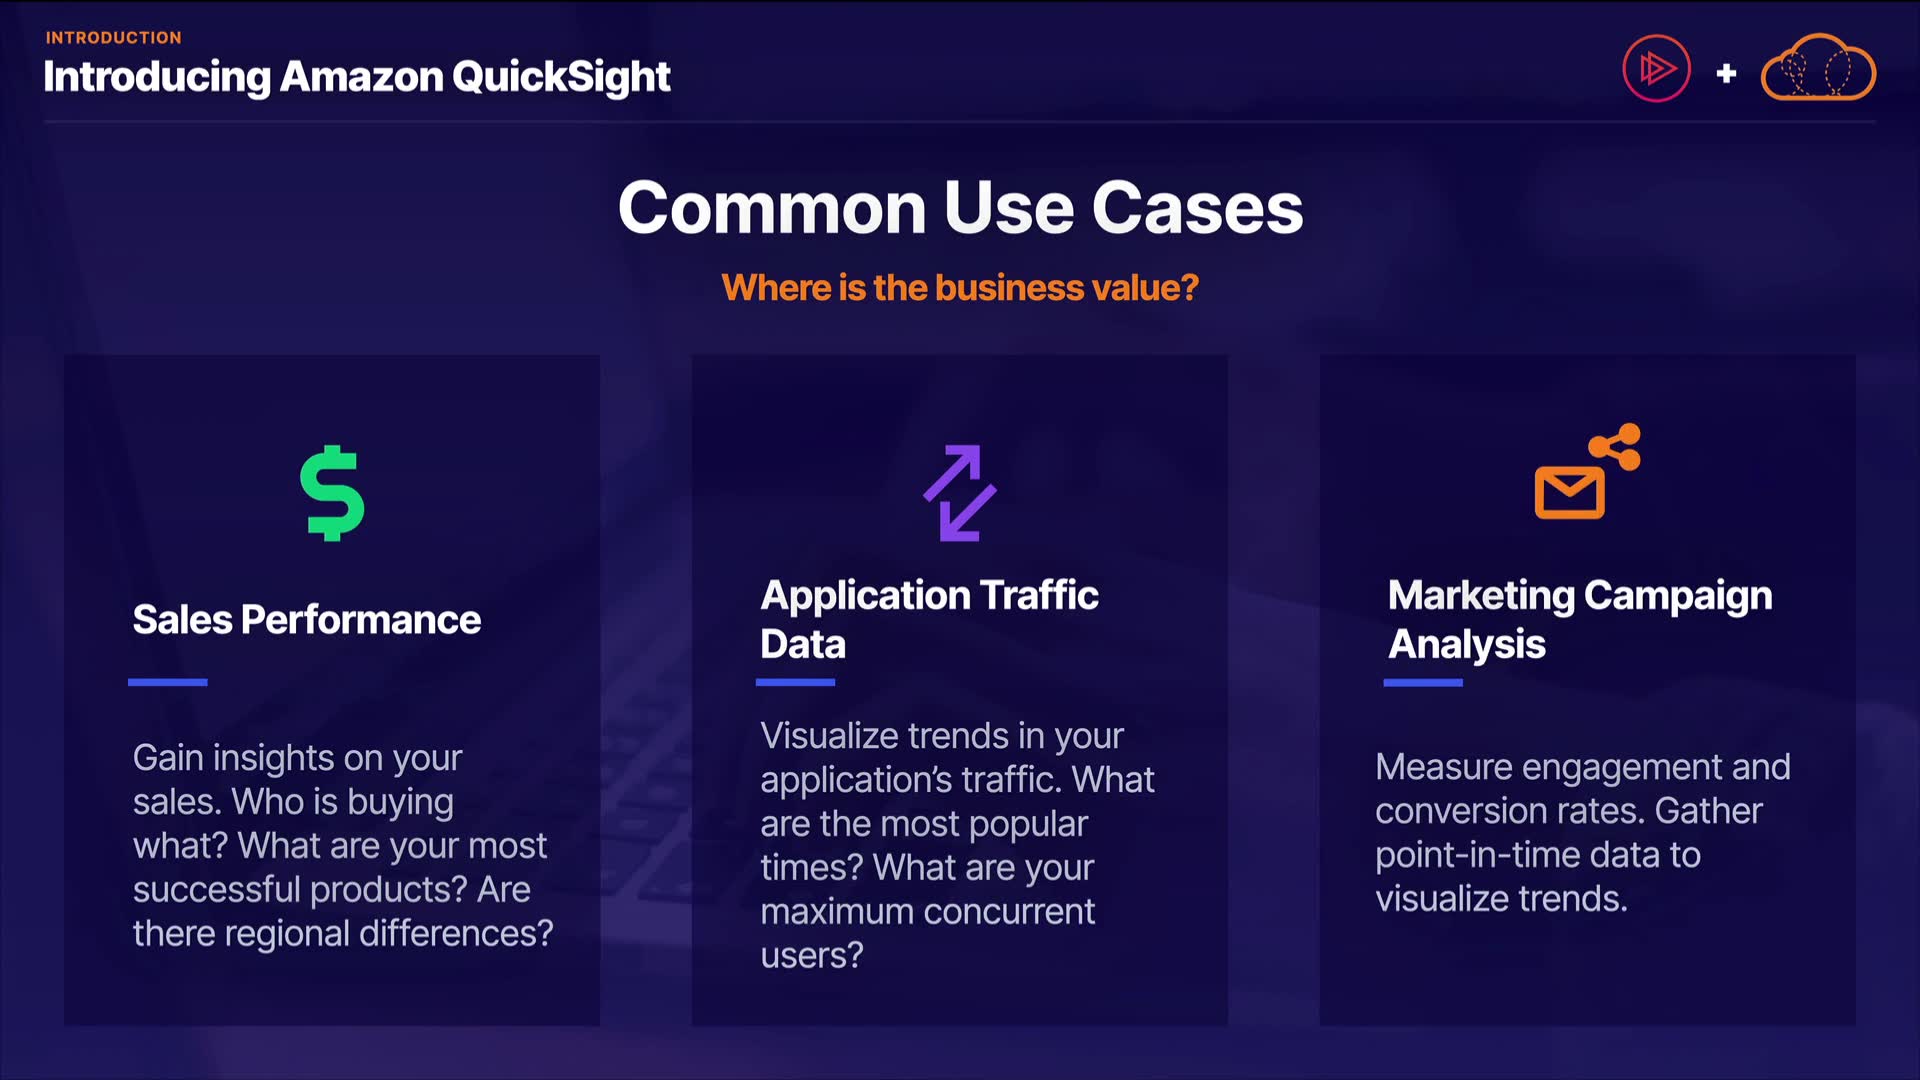 INTRODUCTION
Introducing Amazon QuickSight
+
Common Use Cases
Where is the business value?
Sales Performance
Gain insights on your
sales. Who is buying
what? What are your most
successful products? Are
there regional differences?
Application Traffic
Data
Visualize trends in your
application’s traffic. What
are the most popular
times? What are your
maximum concurrent
users?
Marketing Campaign
Analysis
Measure engagement and
conversion rates. Gather
point-in-time data to
visualize trends.